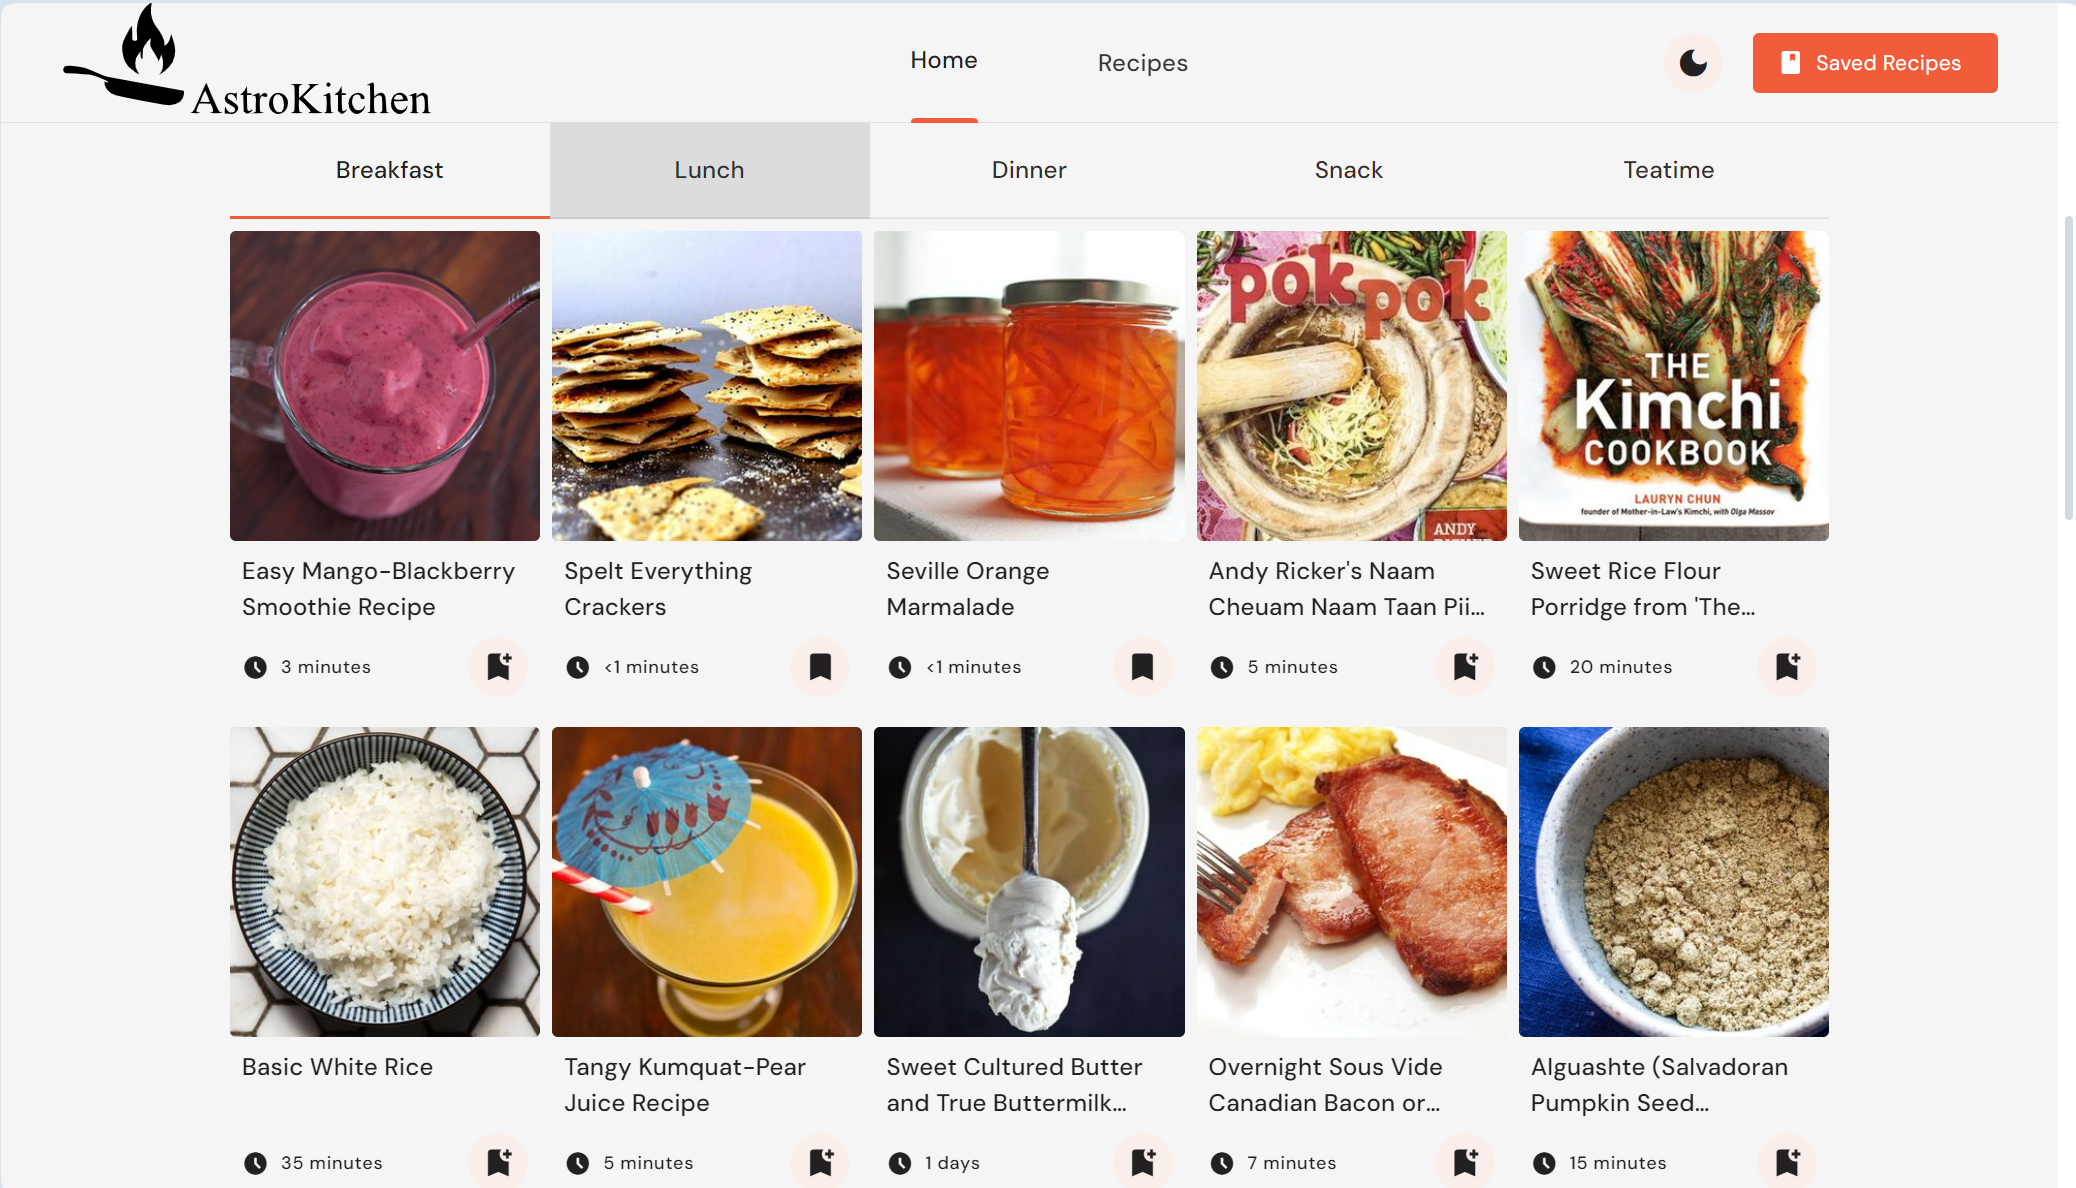 AstroKitchen
Home
Recipes
Saved Recipes
Breakfast
Lunch
Dinner
Snack
Teatime
pok pok
ANDY
THE
Kimchi
COOKBOOK
LAURYN CHUN
founder of Mother-in-Law's Kimchi, with Olga Massov
Easy Mango-Blackberry
Smoothie Recipe
3 minutes
Spelt Everything
Crackers
<1 minutes
Seville Orange
Marmalade
<1 minutes
Andy Ricker's Naam
Cheuam Naam Taan Pii...
5 minutes
Sweet Rice Flour
Porridge from 'The...
20 minutes
Basic White Rice
35 minutes
Tangy Kumquat-Pear
Juice Recipe
5 minutes
Sweet Cultured Butter
and True Buttermilk...
1 days
Overnight Sous Vide
Canadian Bacon or...
7 minutes
Alguashte (Salvadoran
Pumpkin Seed...
15 minutes